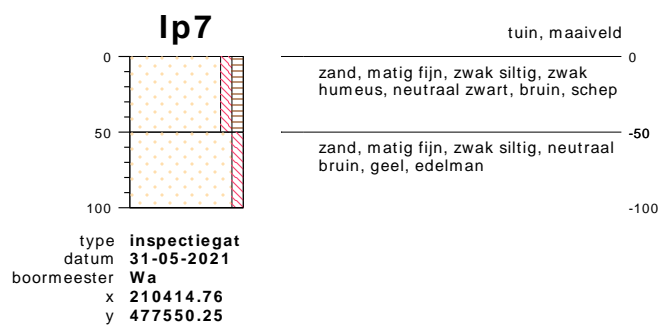 Ip7
tuin, maaiveld
0
0
zand, matig fijn, zwak siltig, zwak
humeus, neutraal zwart, bruin, schep
50
-50
zand, matig fijn, zwak siltig, neutraal
bruin, geel, edelman
100
-100
type inspectiegat
datum 31-05-2021
boormeester Wa
x 210414.76
y 477550.25